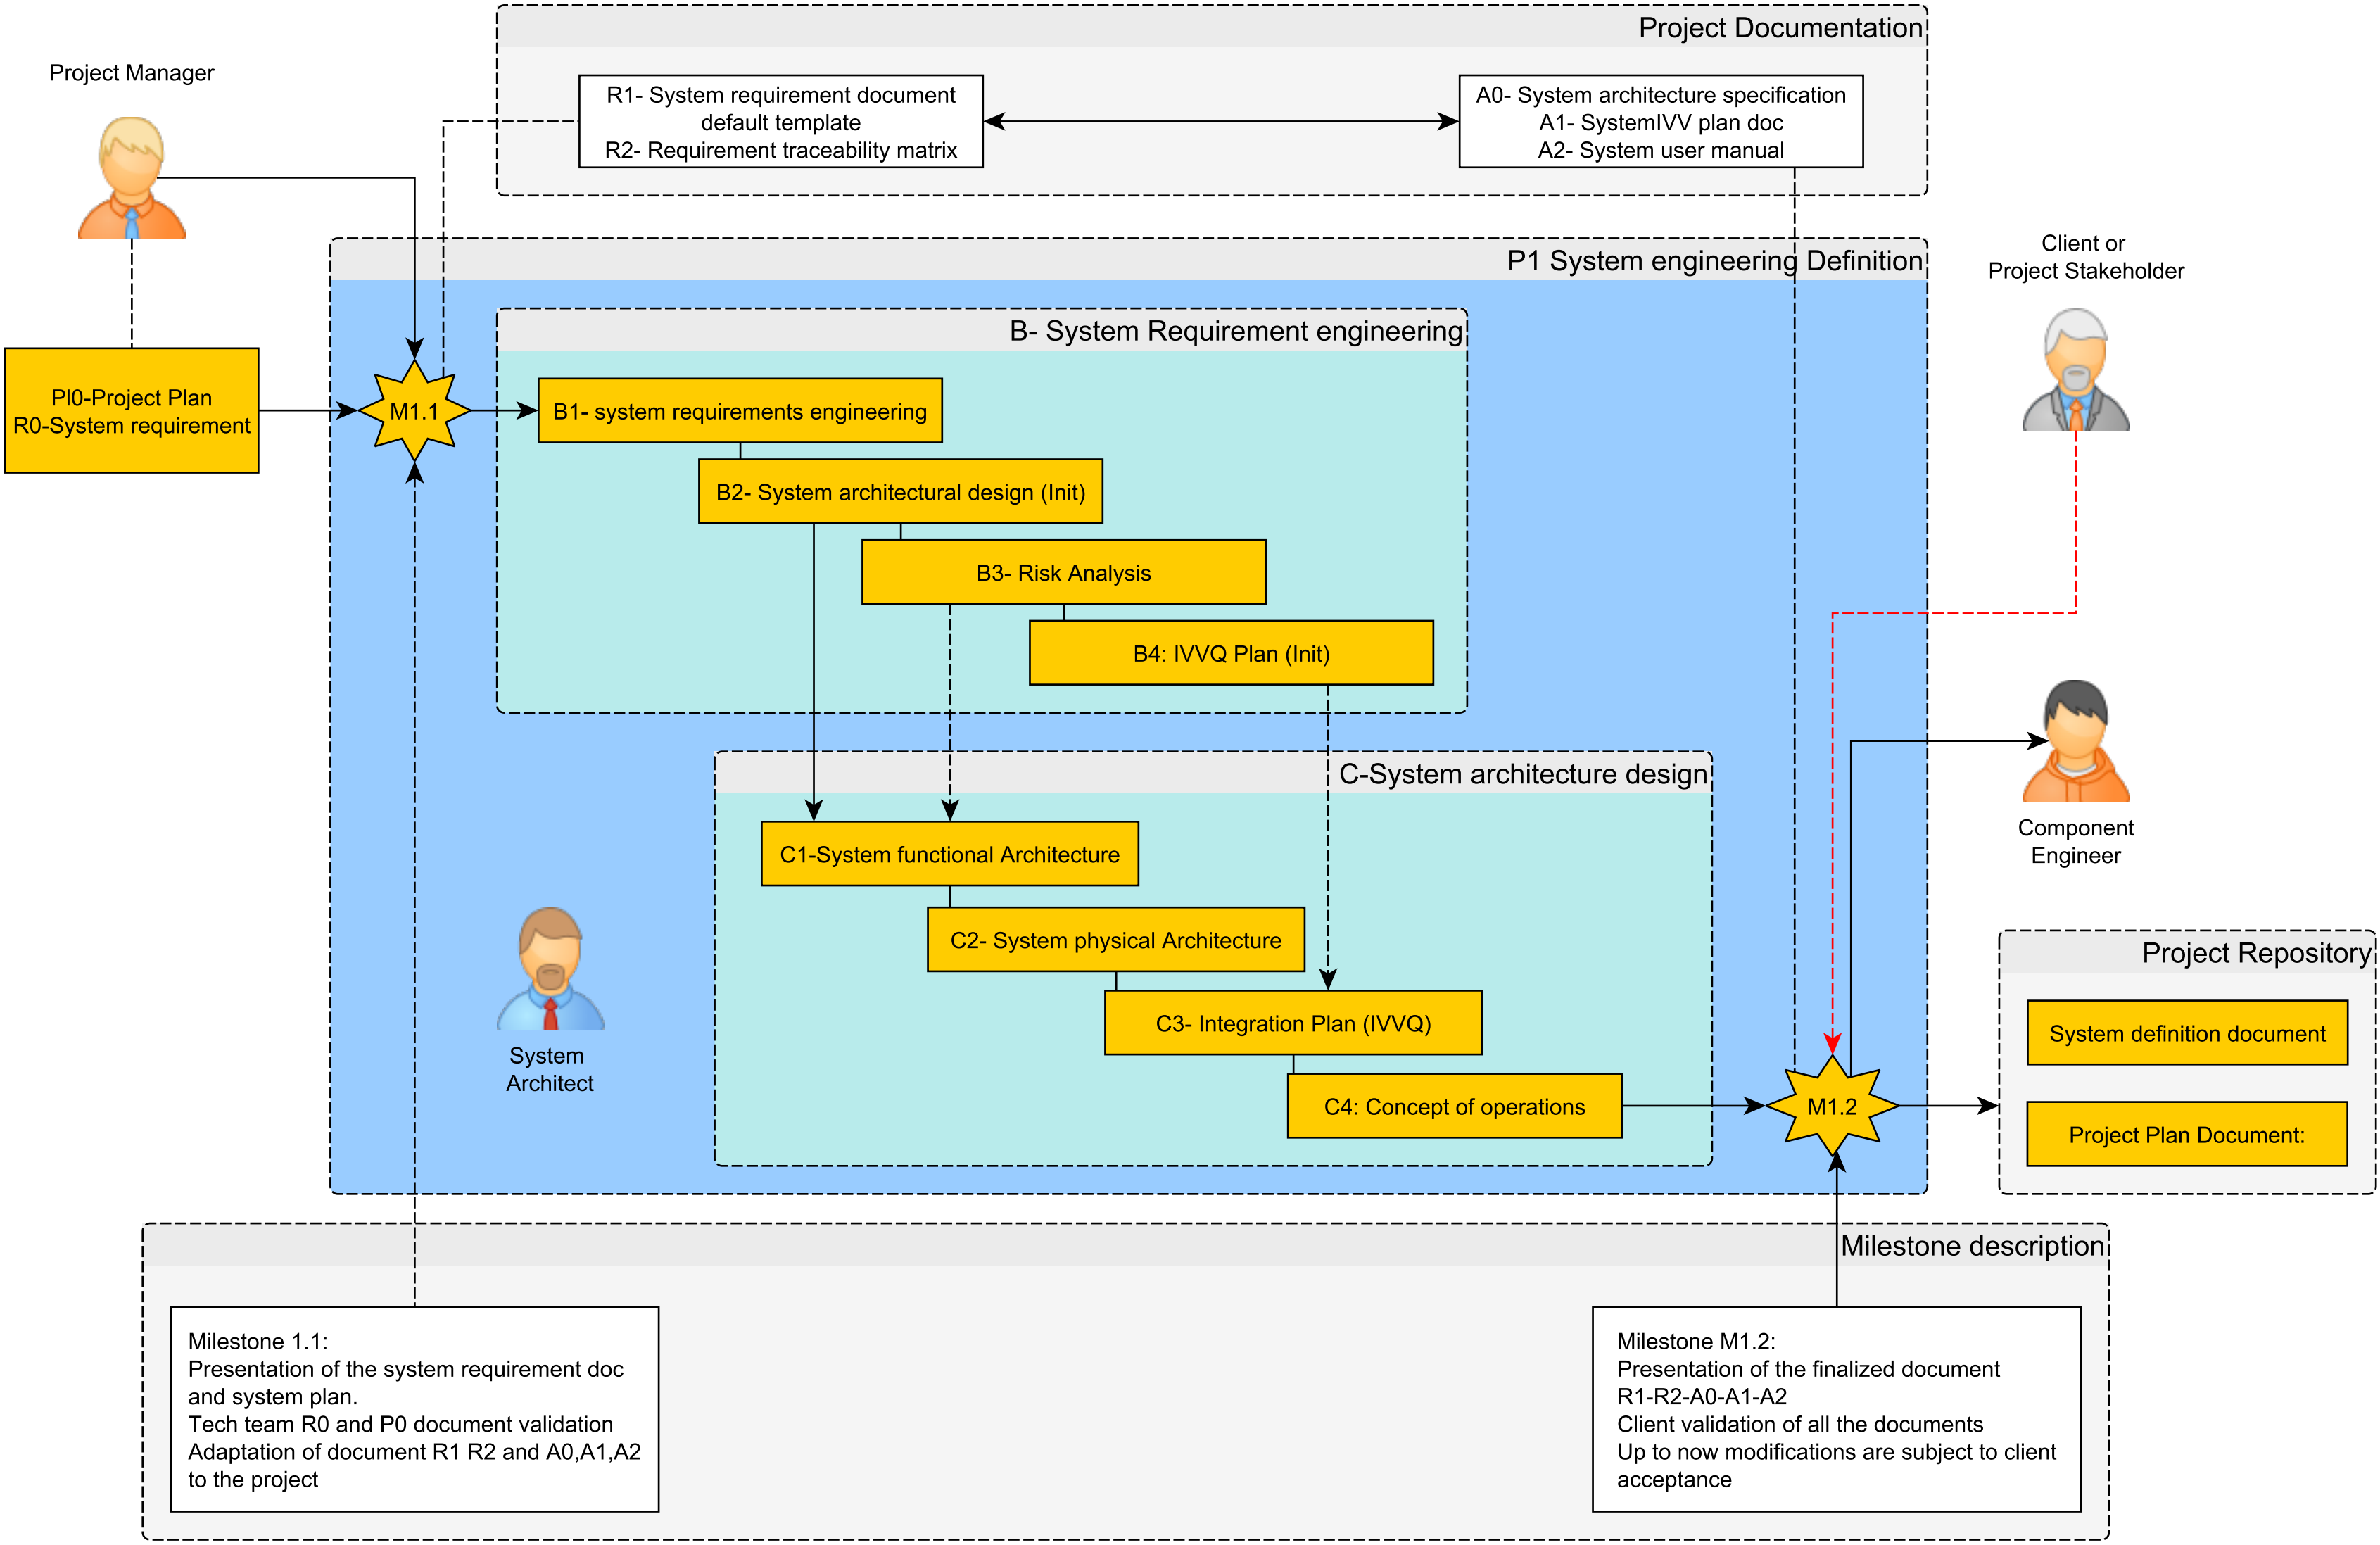 Project Documentation
Project Manager
R1- System requirement document
default template
R2- Requirement traceability matrix
A0- System architecture specification
A1- SystemIVV plan doc
A2- System user manual
P1 System engineering Definition
Client or
Project Stakeholder
B- System Requirement engineering
PI0-Project Plan
R0-System requirement
M1.1
B1- system requirements engineering
B2- System architectural design (Init)
B3- Risk Analysis
B4: IVVQ Plan (Init)
C-System architecture design
Component
Engineer
C1-System functional Architecture
C2- System physical Architecture
Project Repository
C3- Integration Plan (IVVQ)
System definition document
System
Architect
C4: Concept of operations
M1.2
Project Plan Document:
Milestone description
Milestone 1.1:
Presentation of the system requirement doc
and system plan.
Tech team R0 and P0 document validation
Adaptation of document R1 R2 and A0,A1,A2
to the project
Milestone M1.2:
Presentation of the finalized document
R1-R2-A0-A1-A2
Client validation of all the documents
Up to now modifications are subject to client
acceptance